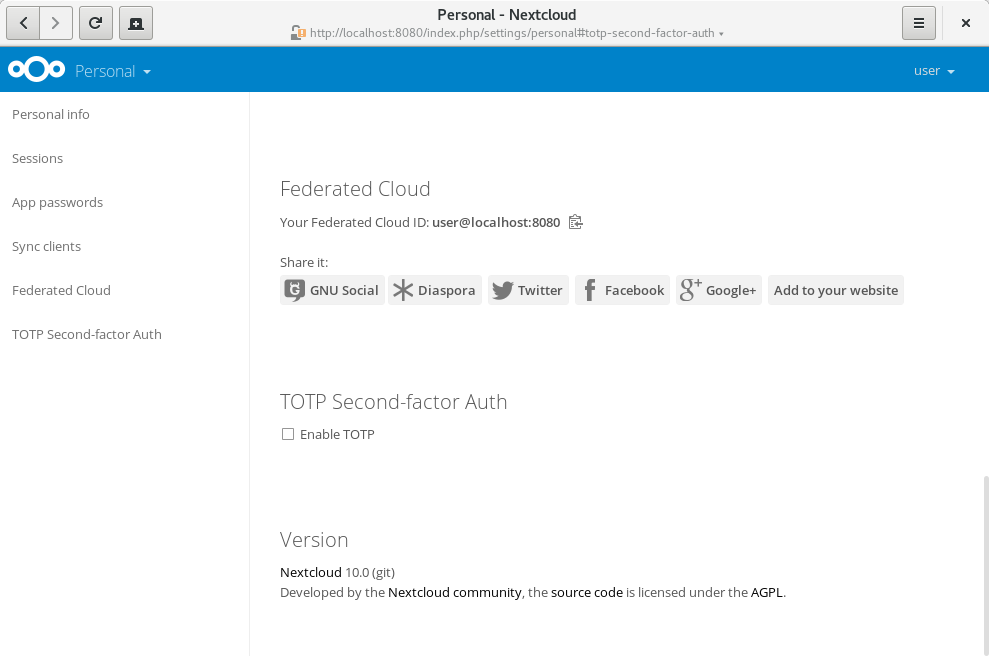 Personal - Nextcloud
http://localhost:8080/index.php/settings/personal#totp-second-factor-auth
Personal
user
Personal info
Sessions
App passwords
Sync clients
Federated Cloud
TOTP Second-factor Auth
Federated Cloud
Your Federated Cloud ID: user@localhost:8080
Share it:
GNU Social Diaspora Twitter Facebook Google+ Add to your website
TOTP Second-factor Auth
Enable TOTP
Version
Nextcloud 10.0 (git)
Developed by the Nextcloud community, the source code is licensed under the AGPL.